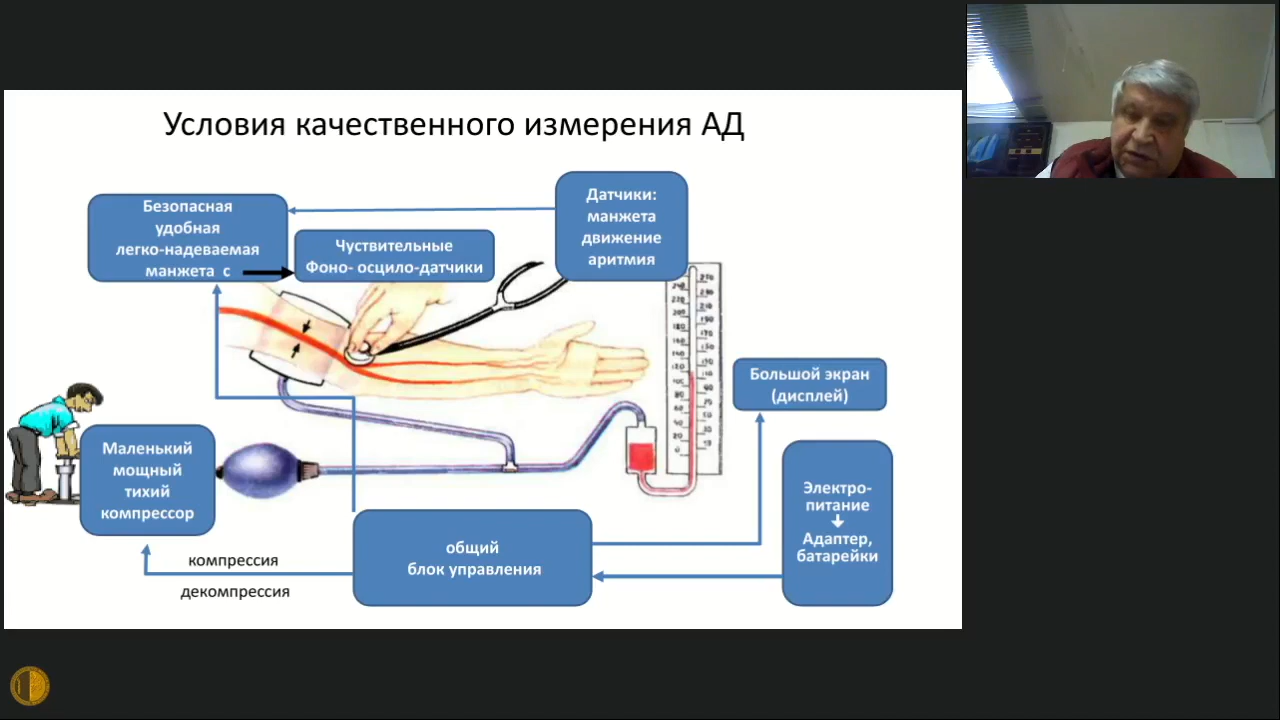 Условия качественного измерения АД
Безопасная
удобная
легко-надеваемая
манжета с
Чуствительные
Фоно- осцило-датчики
Датчики:
манжета
движение
аритмия
Большой экран
(дисплей)
Маленький
мощный
тихий
компрессор
Электро-
питание
Адаптер,
батарейки
общий
блок управления
компрессия
декомпрессия